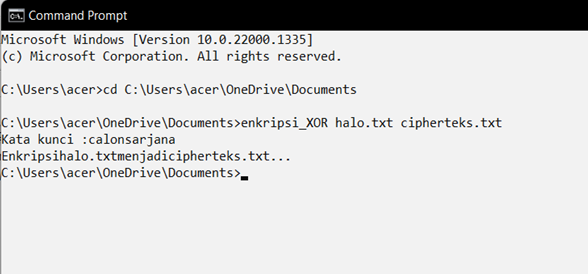 Command Prompt
Microsoft Windows [Version 10.0.22000.1335]
(c) Microsoft Corporation. All rights reserved.
C:\Users\acer>cd C:\Users\acer\OneDrive\Documents
C:\Users\acer\OneDrive\Documents>enkripsi_XOR halo.txt cipherteks.txt
Kata kunci :calonsarjana
Enkripsihalo.txtmenjadicipherteks.txt...
C:\Users\acer\OneDrive\Documents>